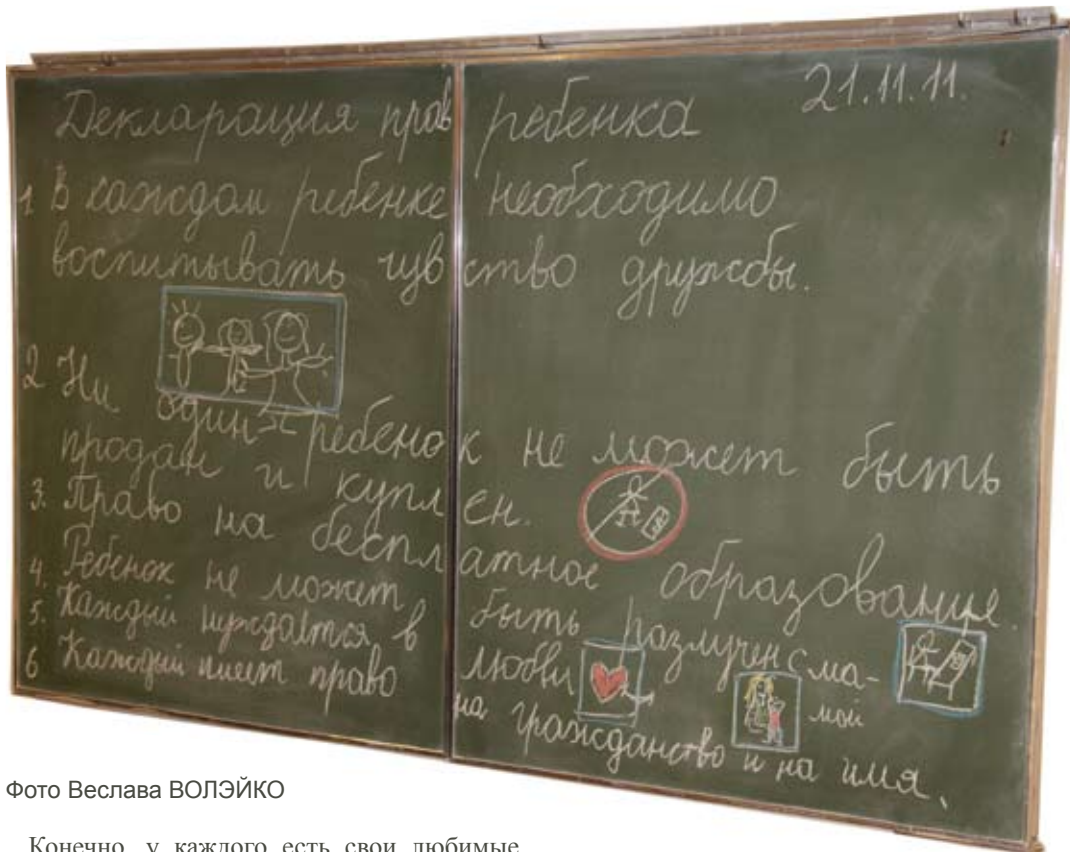 21.11.11.
Декларация прав ребенка
1 В каждом ребенке необходимо
воспитывать чувство дружбы.
2 Ни один ребенок не может быть
продан и куплен.
3. Право на бесплатное образование.
4. Ребенок не может быть разлучен с ма-
мой
5. Каждый нуждается в любви
6 Каждый имеет право на гражданство и на имя.
Фото Веслава ВОЛЭЙКО
Конечно, у каждого есть свои любимые